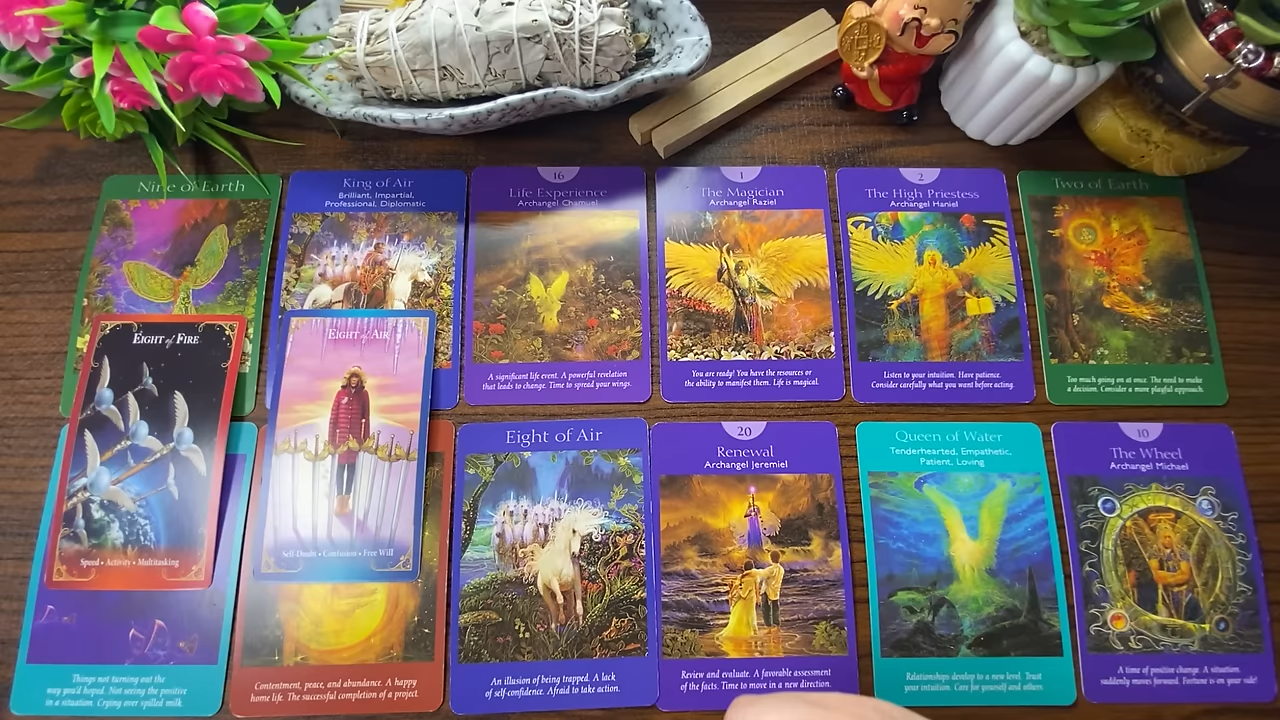 Nine of Earth
King of Air
Brilliant, Impartial,
Professional, Diplomatic
16
Life Experience
Archangel Chamuel
A significant life event. A powerful revelation
that leads to change. Time to spread your wings.
1
The Magician
Archangel Raziel
You are ready! You have the resources or
the ability to manifest them. Life is magical.
2
The High Priestess
Archangel Haniel
Listen to your intuition. Have patience.
Consider carefully what you want before acting.
Two of Earth
Too much going on at once. The need to make
a decision. Consider a more playful approach.
Eight of Fire
Speed • Activity • Multitasking
Eight of Air
Self-Doubt • Confusion • Free Will
Things not turning out the
way you'd hoped. Not seeing the positive
in a situation. Crying over spilled milk.
Contentment, peace, and abundance. A happy
home life. The successful completion of a project.
Eight of Air
An illusion of being trapped. A lack
of self-confidence. Afraid to take action.
20
Renewal
Archangel Jeremiel
Review and evaluate. A favorable assessment
of the facts. Time to move in a new direction.
Queen of Water
Tenderhearted, Empathetic,
Patient, Loving
Relationships develop to a new level. Trust
your intuition. Care for yourself and others.
10
The Wheel
Archangel Michael
A time of positive change. A situation
suddenly moves forward. Fortune is on your side!